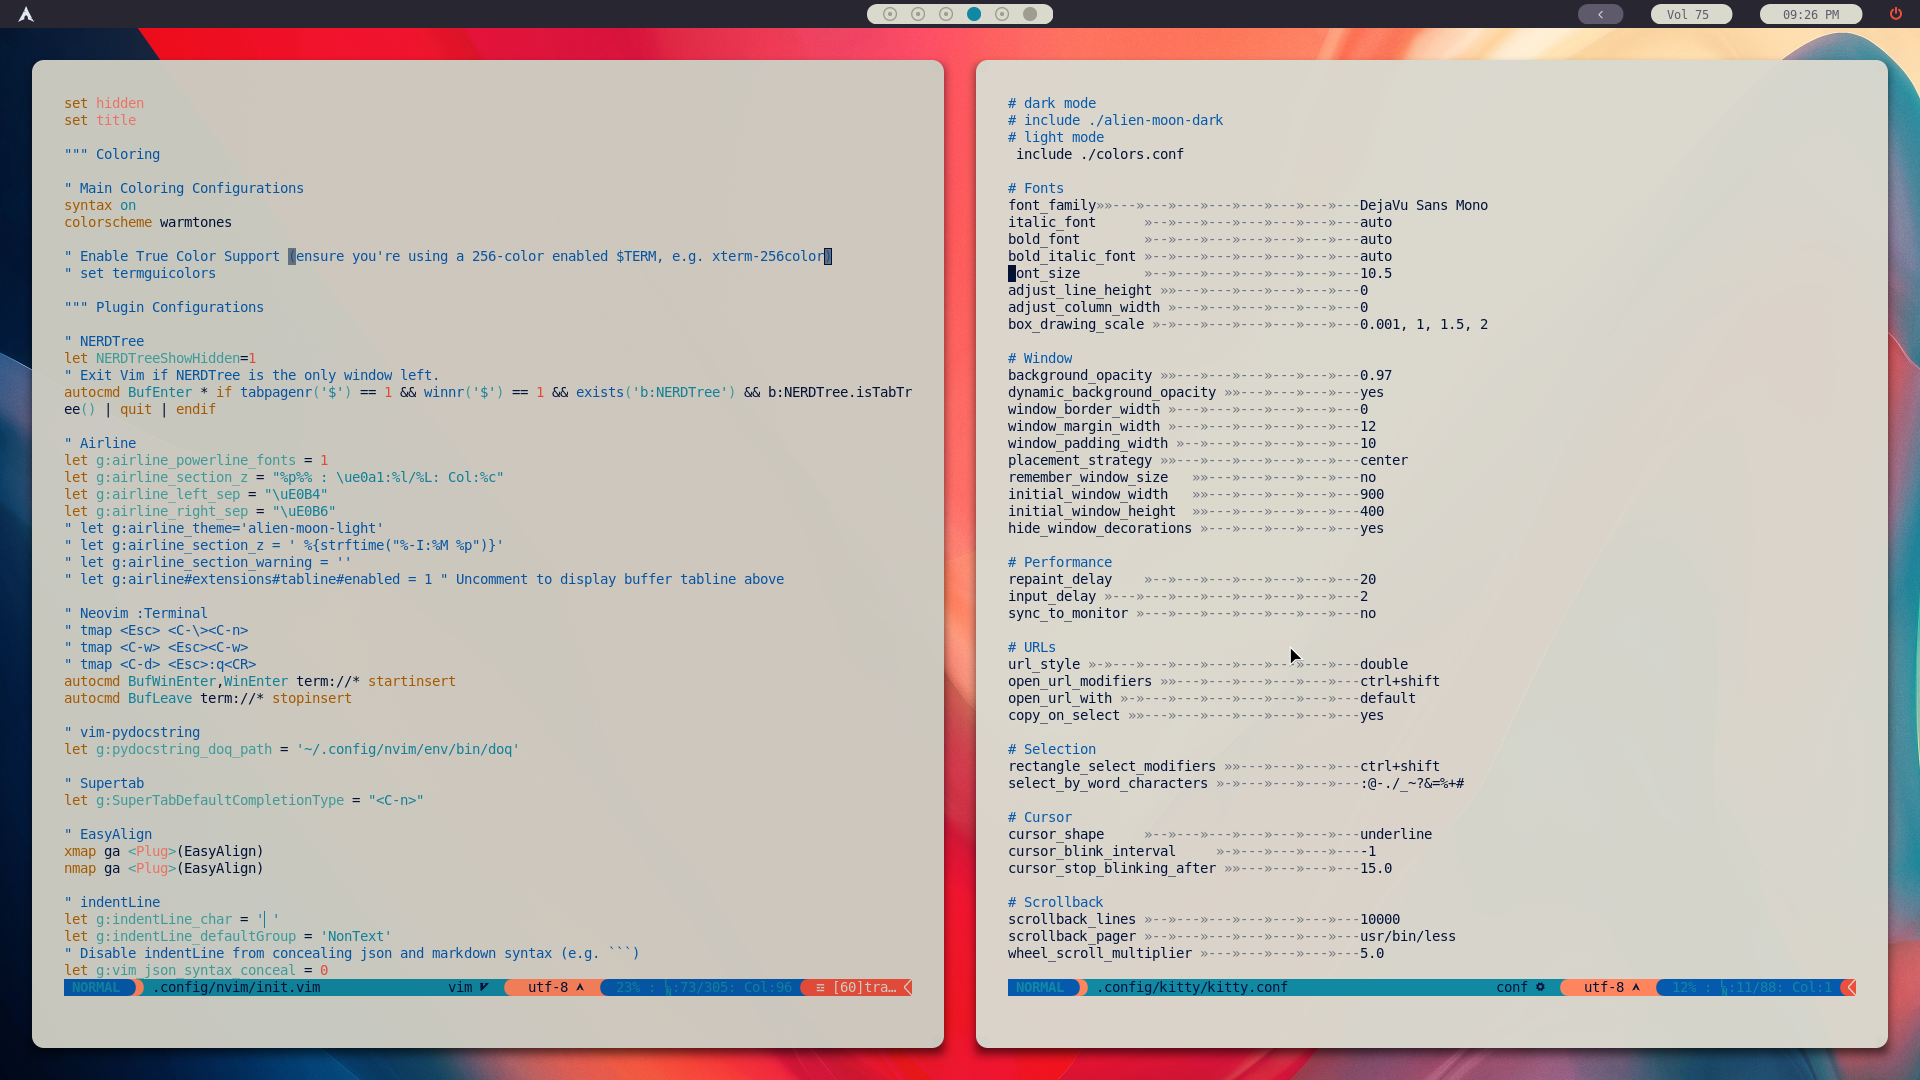 Vol 75
09:26 PM
set hidden
set title
""" Coloring
" Main Coloring Configurations
syntax on
colorscheme warmtones
" Enable True Color Support (ensure you're using a 256-color enabled $TERM, e.g. xterm-256color)
" set termguicolors
""" Plugin Configurations
" NERDTree
let NERDTreeShowHidden=1
" Exit Vim if NERDTree is the only window left.
autocmd BufEnter * if tabpagenr('$') == 1 && winnr('$') == 1 && exists('b:NERDTree') && b:NERDTree.isTabTr
ee() | quit | endif
" Airline
let g:airline_powerline_fonts = 1
let g:airline_section_z = "%p%% : \ue0a1:%l/%L: Col:%c"
let g:airline_left_sep = "\uE0B4"
let g:airline_right_sep = "\uE0B6"
" let g:airline_theme='alien-moon-light'
" let g:airline_section_z = ' %{strftime("%-I:%M %p")}'
" let g:airline_section_warning = ''
" let g:airline#extensions#tabline#enabled = 1 " Uncomment to display buffer tabline above
" Neovim :Terminal
" tmap <Esc> <C-\><C-n>
" tmap <C-w> <Esc><C-w>
" tmap <C-d> <Esc>:q<CR>
autocmd BufWinEnter,WinEnter term://* startinsert
autocmd BufLeave term://* stopinsert
" vim-pydocstring
let g:pydocstring_doq_path = '~/.config/nvim/env/bin/doq'
" Supertab
let g:SuperTabDefaultCompletionType = "<C-n>"
" EasyAlign
xmap ga <Plug>(EasyAlign)
nmap ga <Plug>(EasyAlign)
" indentLine
let g:indentLine_char = '▏'
let g:indentLine_defaultGroup = 'NonText'
" Disable indentLine from concealing json and markdown syntax (e.g. ```)
let g:vim_json_syntax_conceal = 0
NORMAL .config/nvim/init.vim vim utf-8 23% : :73/305: Col:96 [60]tra…
# dark mode
# include ./alien-moon-dark
# light mode
include ./colors.conf
# Fonts
font_family»»---»---»---»---»---»---»---DejaVu Sans Mono
italic_font »--»---»---»---»---»---auto
bold_font »--»---»---»---»---»---auto
bold_italic_font »--»---»---»---»---»---auto
font_size »--»---»---»---»---»---10.5
adjust_line_height »»---»---»---»---»---0
adjust_column_width »---»---»---»---»---0
box_drawing_scale »-»---»---»---»---»---0.001, 1, 1.5, 2
# Window
background_opacity »»---»---»---»---»---0.97
dynamic_background_opacity »»---»---»---yes
window_border_width »---»---»---»---»---0
window_margin_width »---»---»---»---»---12
window_padding_width »--»---»---»---»---10
placement_strategy »»---»---»---»---»---center
remember_window_size »»---»---»---»---no
initial_window_width »»---»---»---»---900
initial_window_height »»---»---»---»---400
hide_window_decorations »---»---»---»---yes
# Performance
repaint_delay »--»---»---»---»---»---20
input_delay »---»---»---»---»---»---»---2
sync_to_monitor »---»---»---»---»---»---no
# URLs
url_style »-»---»---»---»---»---»---»---double
open_url_modifiers »»---»---»---»---»---ctrl+shift
open_url_with »-»---»---»---»---»---»---default
copy_on_select »»---»---»---»---»---»---yes
# Selection
rectangle_select_modifiers »»---»---»---ctrl+shift
select_by_word_characters »---»---»---»---:@-./_~?&=%+#
# Cursor
cursor_shape »--»---»---»---»---»---underline
cursor_blink_interval »-»---»---»----1
cursor_stop_blinking_after »»---»---»---15.0
# Scrollback
scrollback_lines »--»---»---»---»---»---10000
scrollback_pager »--»---»---»---»---»---usr/bin/less
wheel_scroll_multiplier »---»---»---»---5.0
NORMAL .config/kitty/kitty.conf conf utf-8 12% : :11/88: Col:1